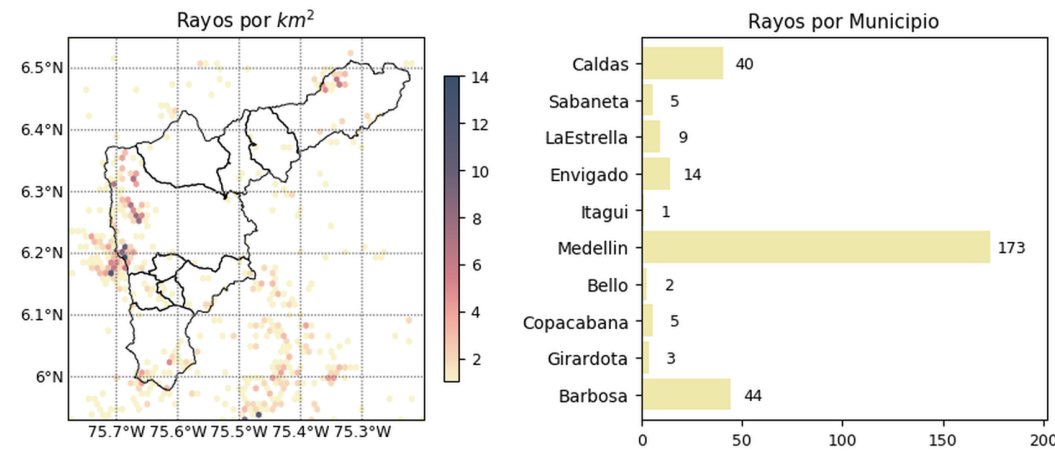 Rayos por km²
6.5°N
6.4°N
6.3°N
6.2°N
6.1°N
6°N
75.7°W 75.6°W 75.5°W 75.4°W 75.3°W
14
12
10
8
6
4
2
Rayos por Municipio
Caldas 40
Sabaneta 5
LaEstrella 9
Envigado 14
Itagui 1
Medellin 173
Bello 2
Copacabana 5
Girardota 3
Barbosa 44
0 50 100 150 200